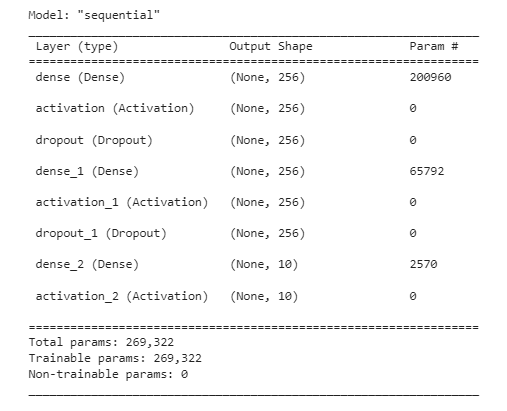 Model: "sequential"
_________________________________________________________________
Layer (type) Output Shape Param #
=================================================================
dense (Dense) (None, 256) 200960
activation (Activation) (None, 256) 0
dropout (Dropout) (None, 256) 0
dense_1 (Dense) (None, 256) 65792
activation_1 (Activation) (None, 256) 0
dropout_1 (Dropout) (None, 256) 0
dense_2 (Dense) (None, 10) 2570
activation_2 (Activation) (None, 10) 0
=================================================================
Total params: 269,322
Trainable params: 269,322
Non-trainable params: 0
_________________________________________________________________